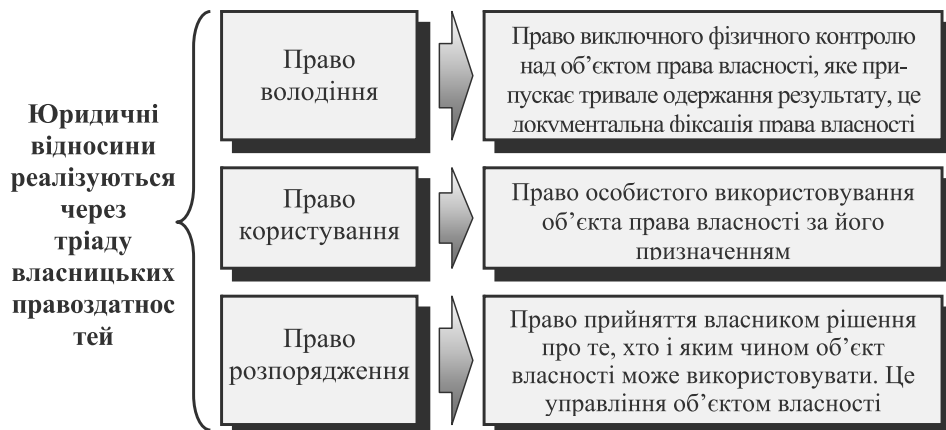 Юридичні
відносини
реалізуються
через
тріаду
власницьких
правоздатнос
тей
Право
володіння
Право виключного фізичного контролю
над об’єктом права власності, яке при-
пускає тривале одержання результату, це
документальна фіксація права власності
Право
користування
Право особистого використовування
об’єкта права власності за його
призначенням
Право
розпорядження
Право прийняття власником рішення
про те, хто і яким чином об’єкт
власності може використовувати. Це
управління об’єктом власності